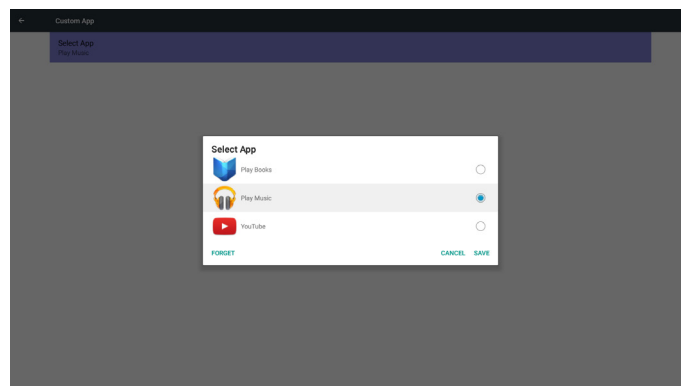 Custom App
Select App
Play Music
Select App
Play Books
Play Music
YouTube
FORGET CANCEL SAVE